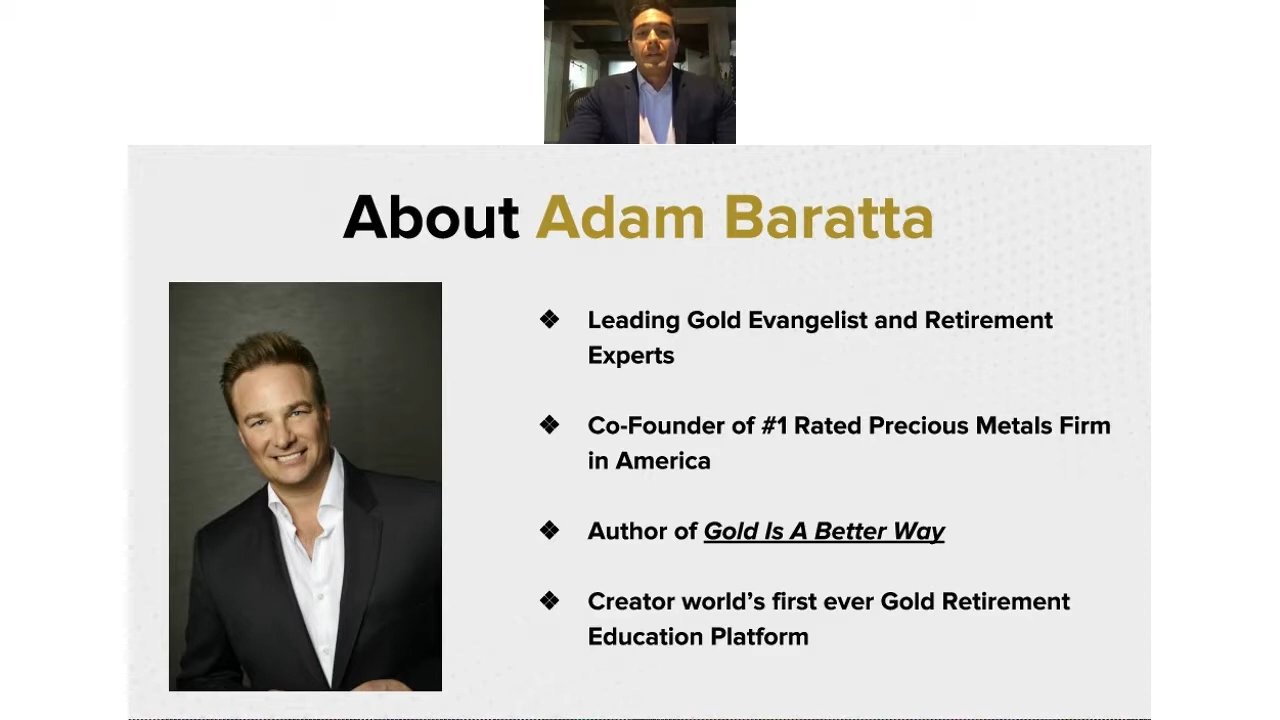 About Adam Baratta
❖ Leading Gold Evangelist and Retirement
Experts
❖ Co-Founder of #1 Rated Precious Metals Firm
in America
❖ Author of Gold Is A Better Way
❖ Creator world's first ever Gold Retirement
Education Platform